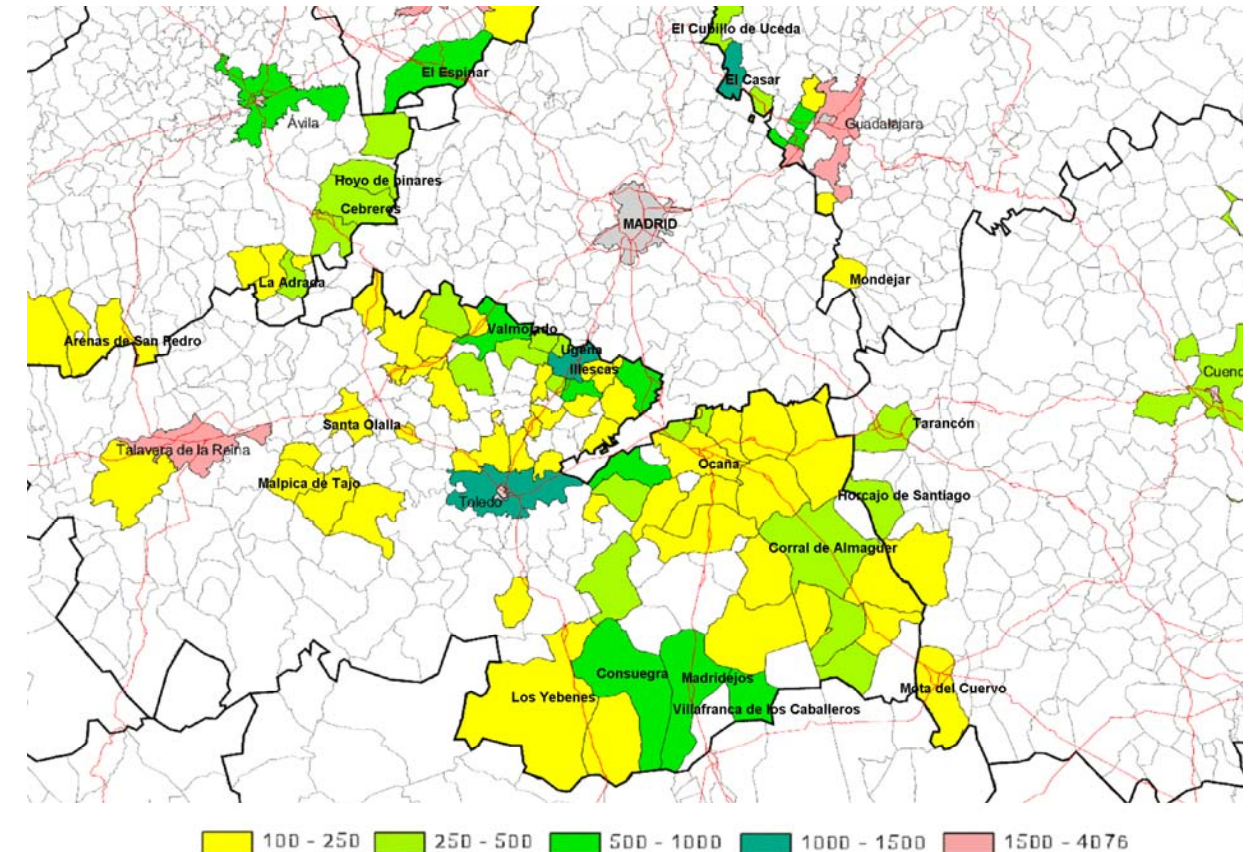 El Cubillo de Uceda
El Espinar
El Casar
Ávila
Guadalajara
Hoyo de pinares
Cebreros
MADRID
La Adrada
Mondejar
Arenas de San Pedro
Valmojado
Ugena
Illescas
Cuenc
Santa Olalla
Tarancón
Talavera de la Reina
Ocaña
Malpica de Tajo
Horcajo de Santiago
Toledo
Corral de Almaguer
Consuegra
Madridejos
Los Yebenes
Mota del Cuervo
Villafranca de los Caballeros
100 - 250 250 - 500 500 - 1000 1000 - 1500 1500 - 4076